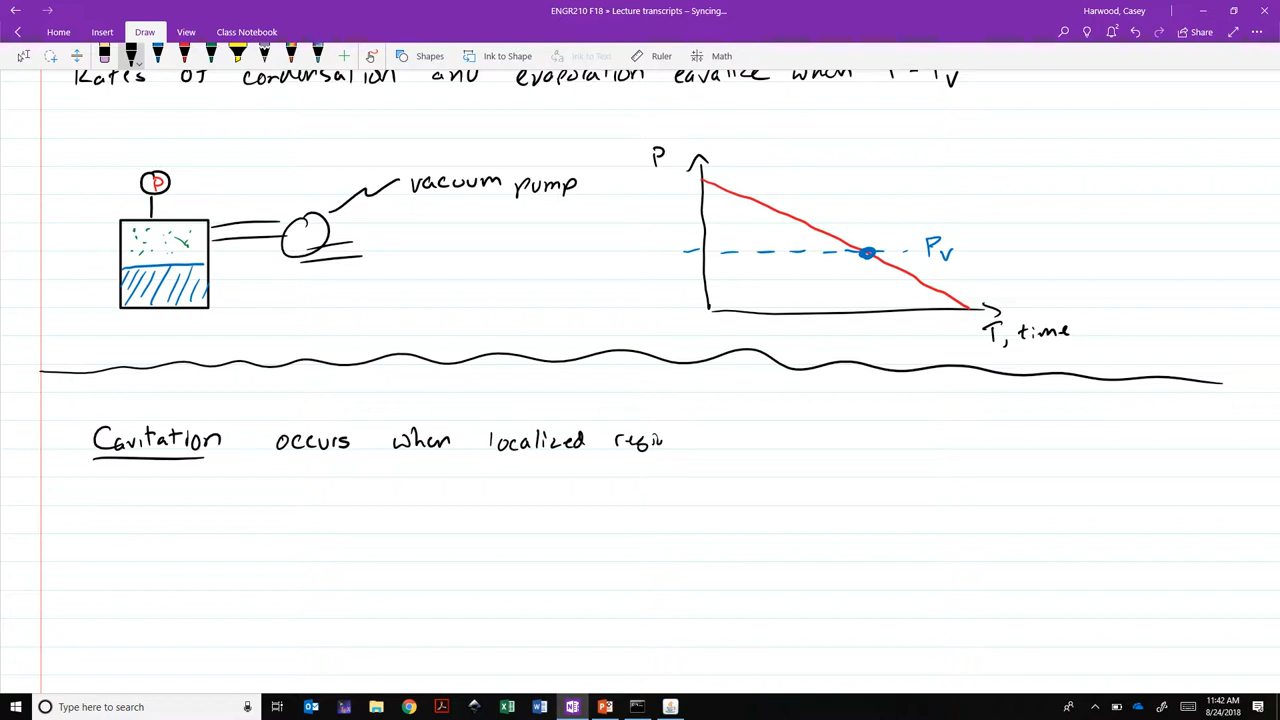 ENGR210 F18 » Lecture transcripts – Syncing...
Harwood, Casey
Home Insert Draw View Class Notebook
Share
Shapes Ink to Shape Ink to Text Ruler Math
Rates of condensation and evaporation equalize when P = Pv
P
vacuum pump
P
Pv
T, time
Cavitation occurs when localized regi
Type here to search
11:42 AM
8/24/2018